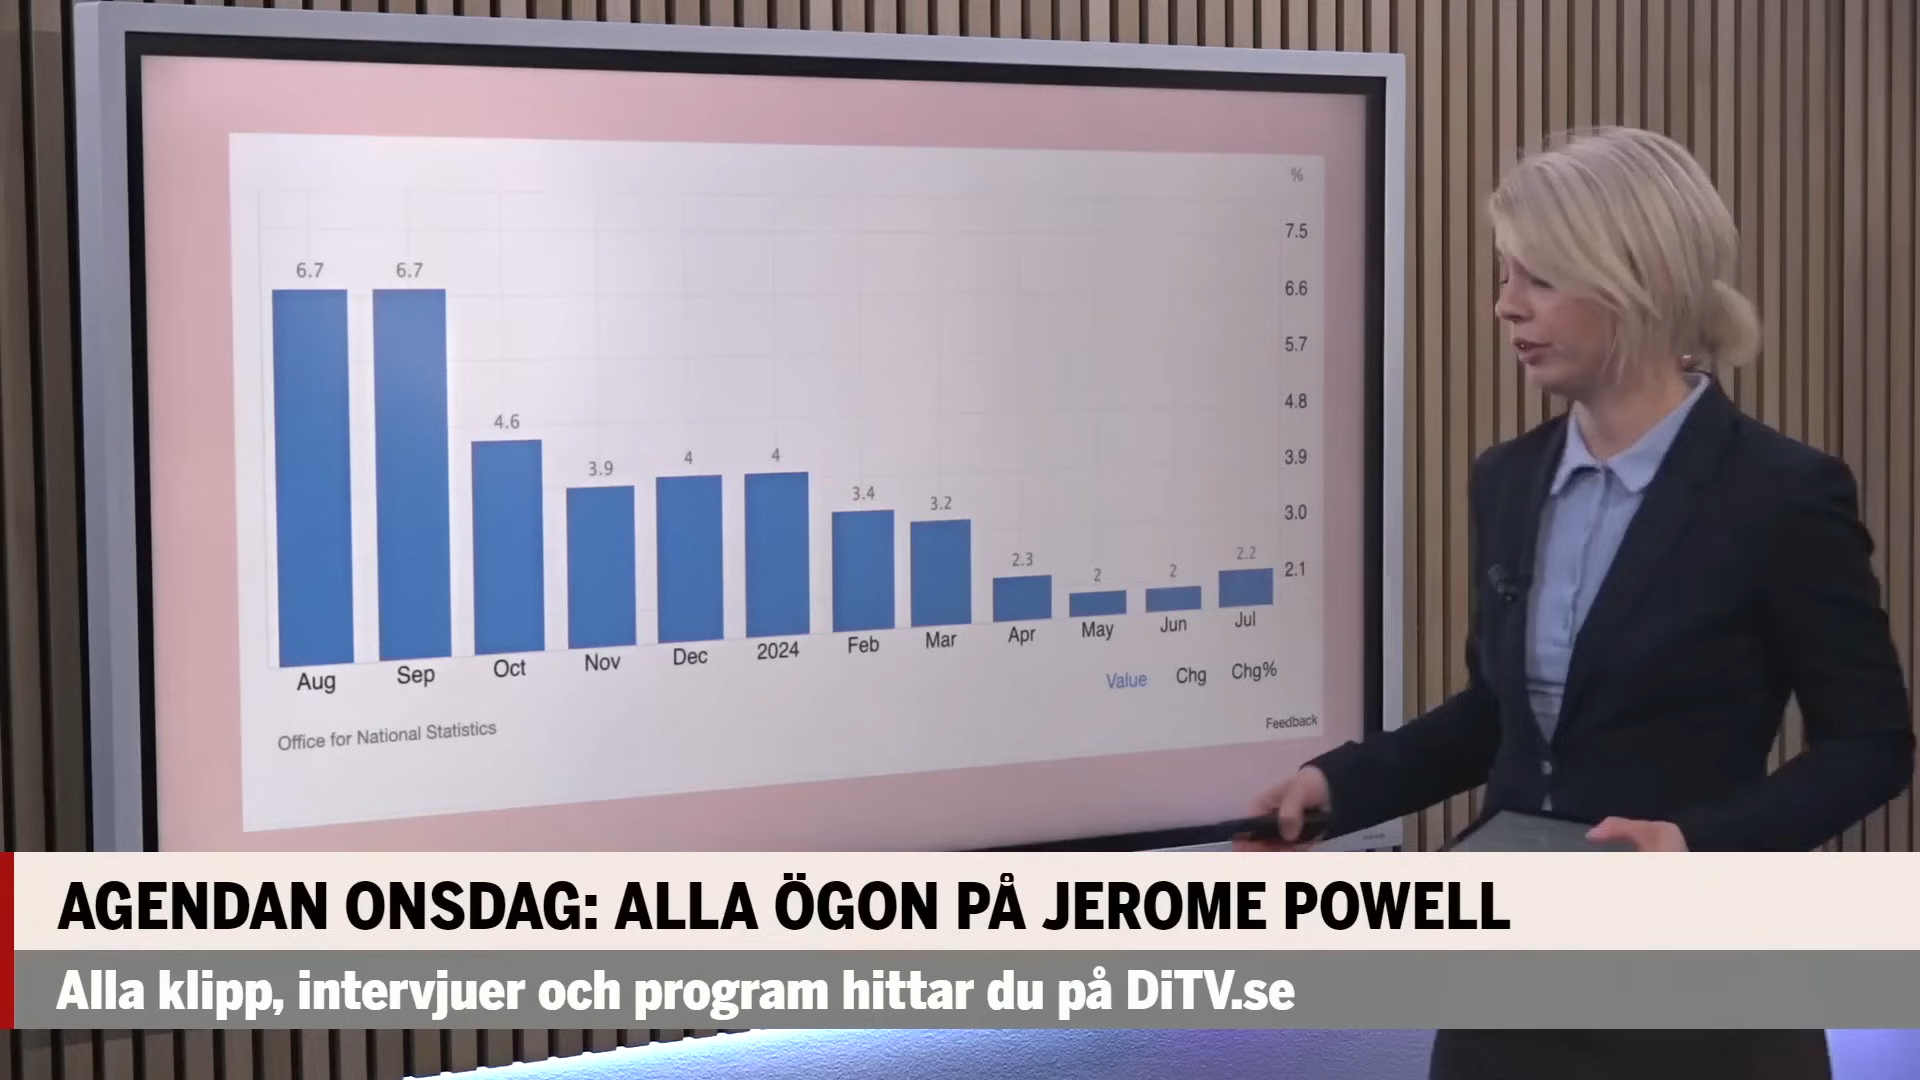 %
7.5
6.6
5.7
4.8
3.9
3.0
2.1
6.7
6.7
4.6
3.9
4
4
3.4
3.2
2.3
2
2
2.2
Aug
Sep
Oct
Nov
Dec
2024
Feb
Mar
Apr
May
Jun
Jul
Value Chg Chg%
Office for National Statistics
Feedback
AGENDAN ONSDAG: ALLA ÖGON PÅ JEROME POWELL
Alla klipp, intervjuer och program hittar du på DiTV.se